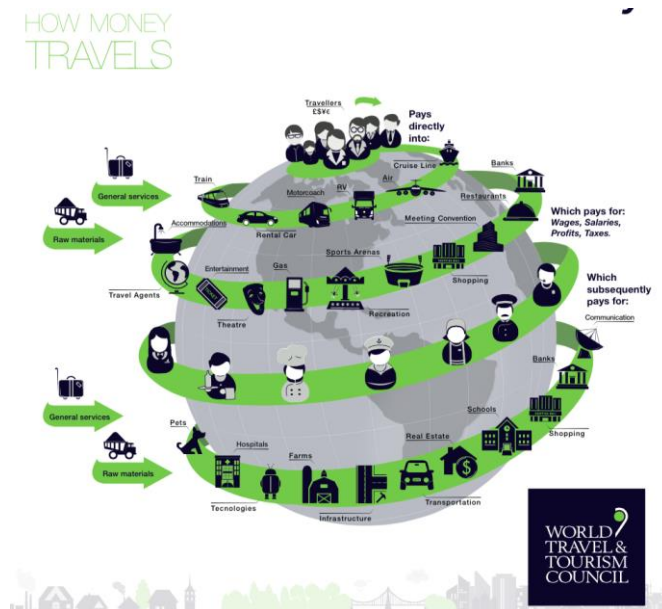 HOW MONEY
TRAVELS
Travellers
£$¥€
Pays
directly
into:
Cruise Line
Banks
Train
Motorcoach
RV
Air
Restaurants
General services
Raw materials
Accommodations
Rental Car
Meeting Convention
Which pays for:
Wages, Salaries,
Profits, Taxes.
Sports Arenas
Entertainment
Gas
Shopping
Travel Agents
Theatre
Recreation
Which
subsequently
pays for:
Communication
Banks
General services
Raw materials
Pets
Hospitals
Farms
Real Estate
Schools
Shopping
Tecnologies
Infrastructure
Transportation
WORLD
TRAVEL &
TOURISM
COUNCIL